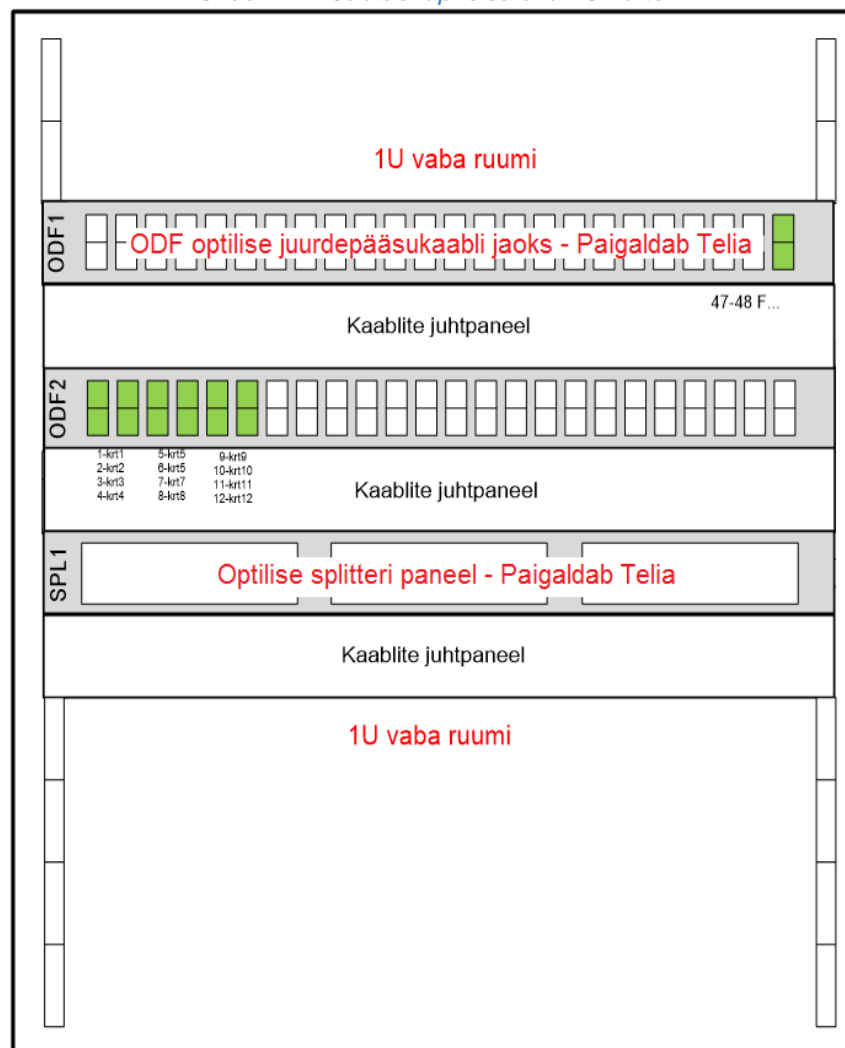 1U vaba ruumi
ODF1
ODF optilise juurdepääsukaabli jaoks - Paigaldab Telia
47-48 F...
Kaablite juhtpaneel
ODF2
1-krt1
2-krt2
3-krt3
4-krt4
5-krt5
6-krt5
7-krt7
8-krt8
9-krt9
10-krt10
11-krt11
12-krt12
Kaablite juhtpaneel
SPL1
Optilise splitteri paneel - Paigaldab Telia
Kaablite juhtpaneel
1U vaba ruumi